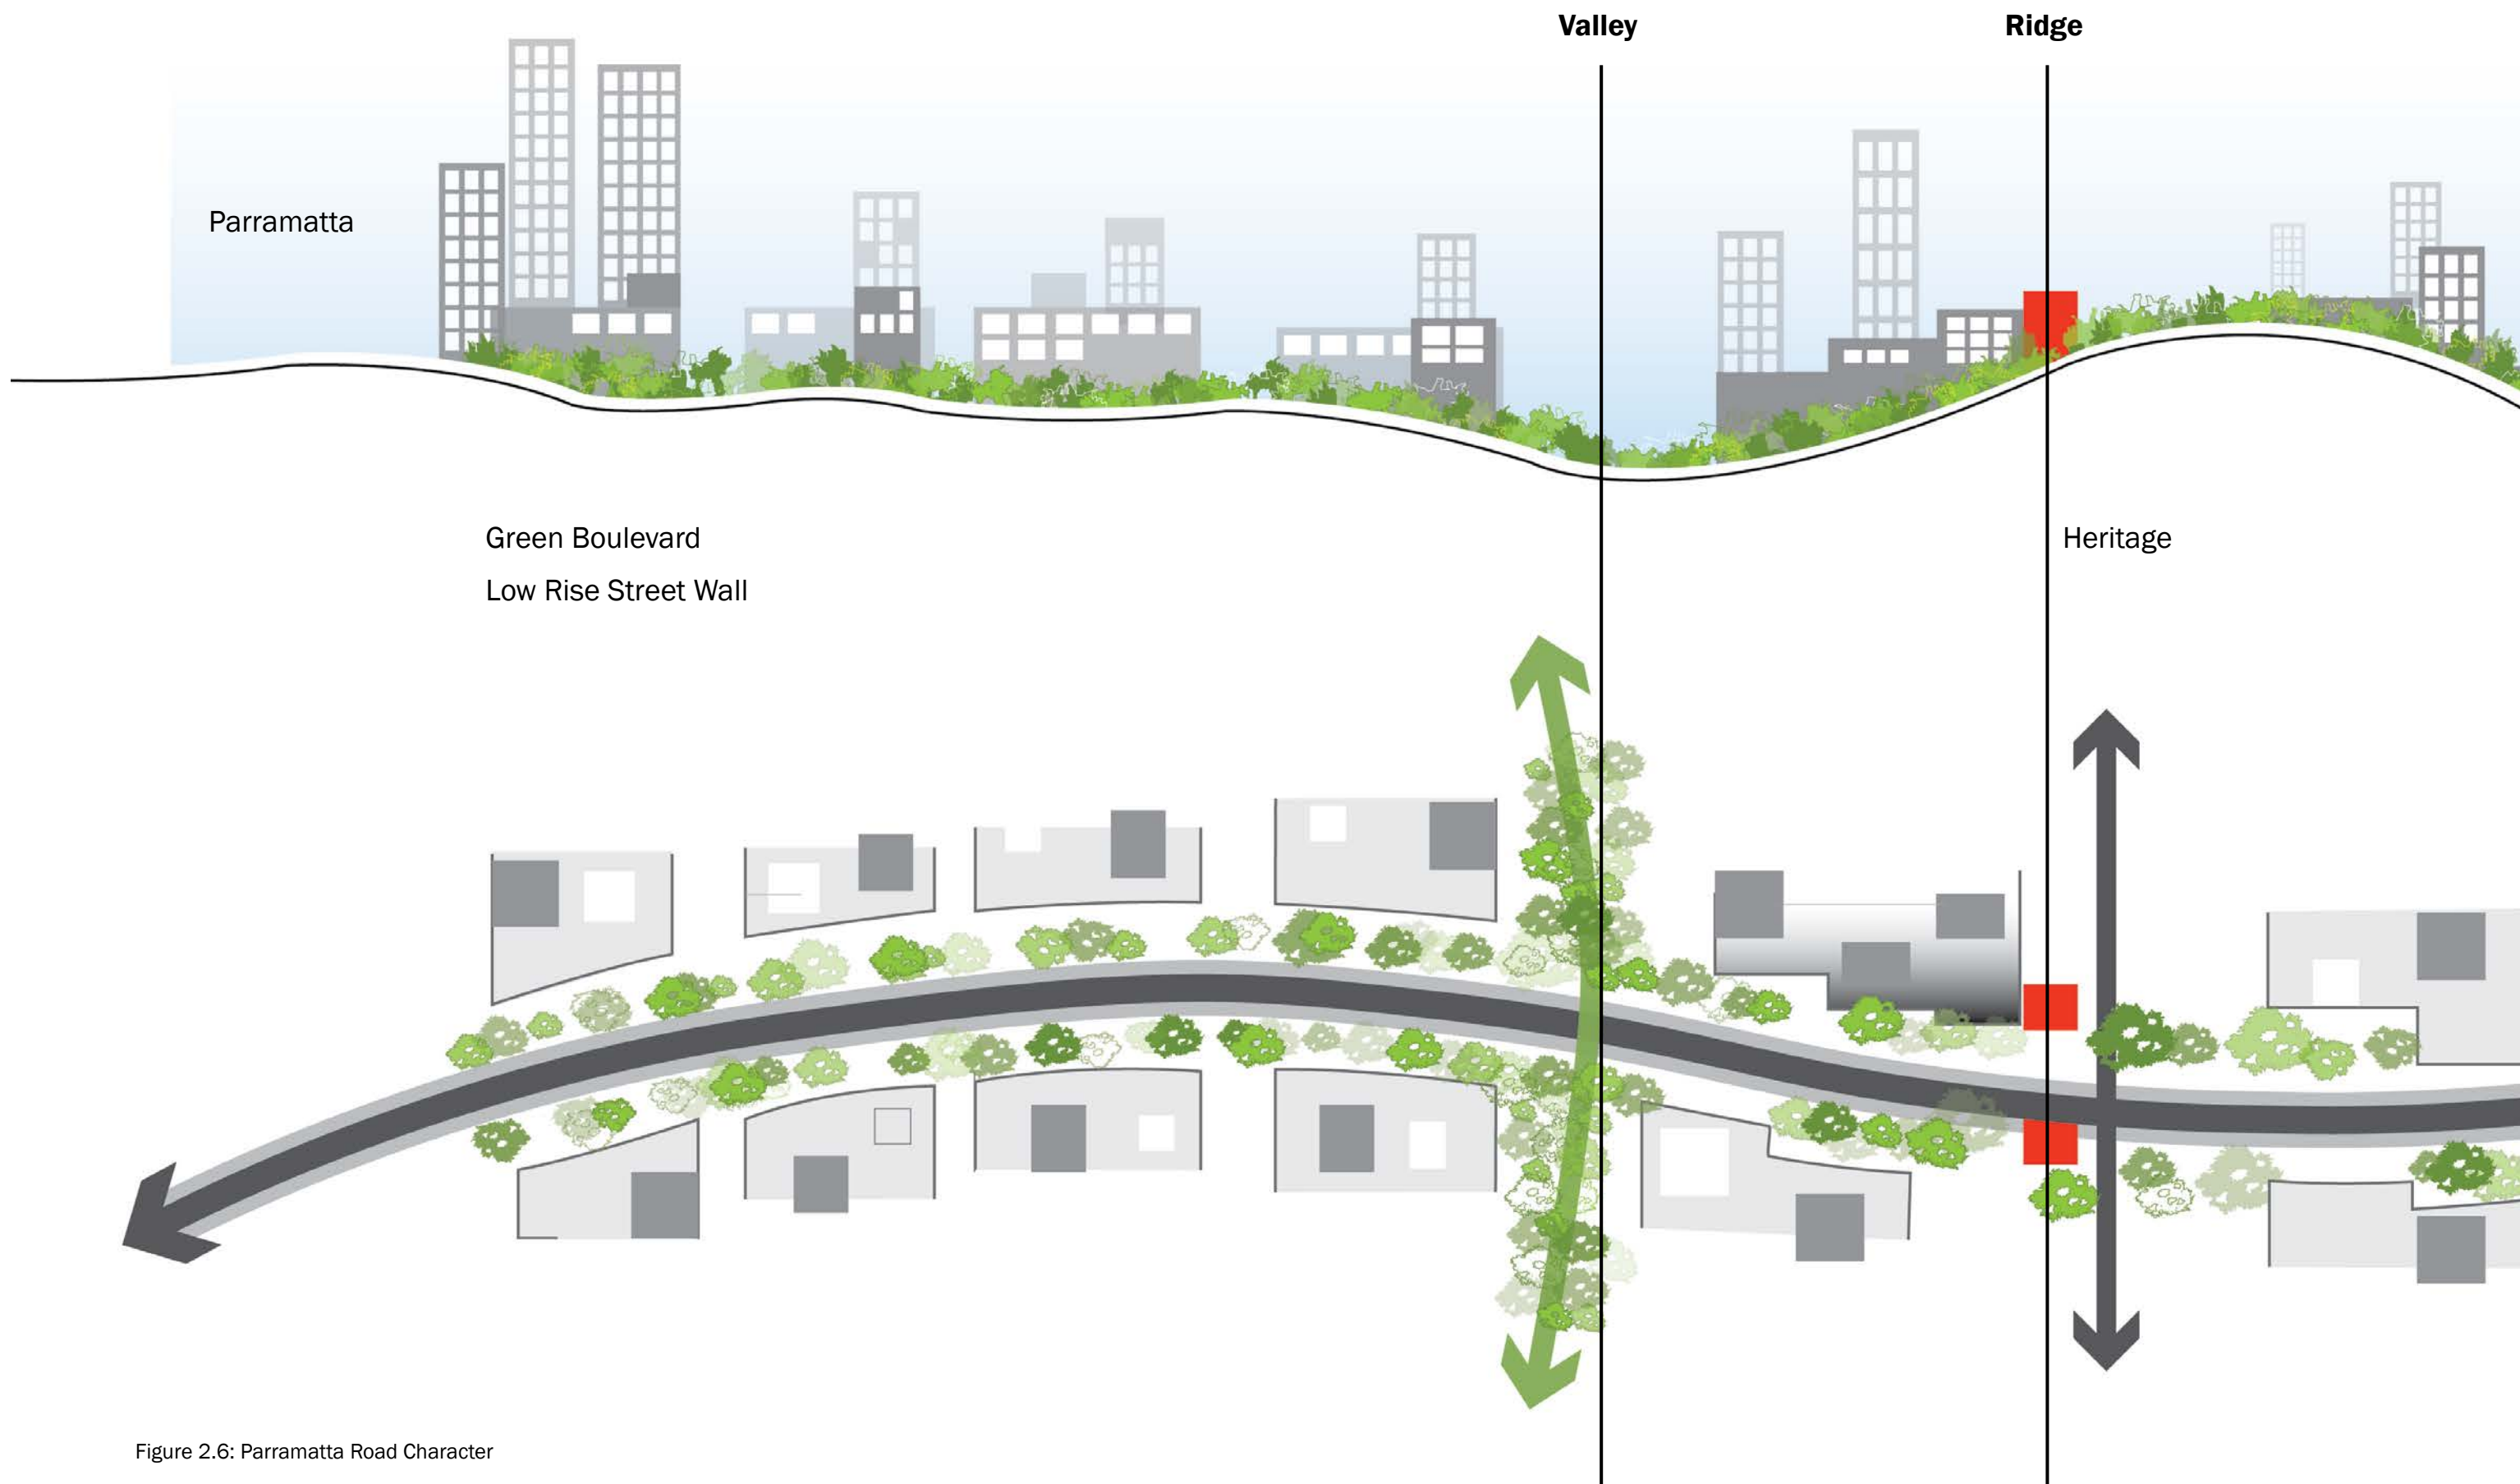 Valley
Ridge
Parramatta
Green Boulevard
Low Rise Street Wall
Heritage
Figure 2.6: Parramatta Road Character